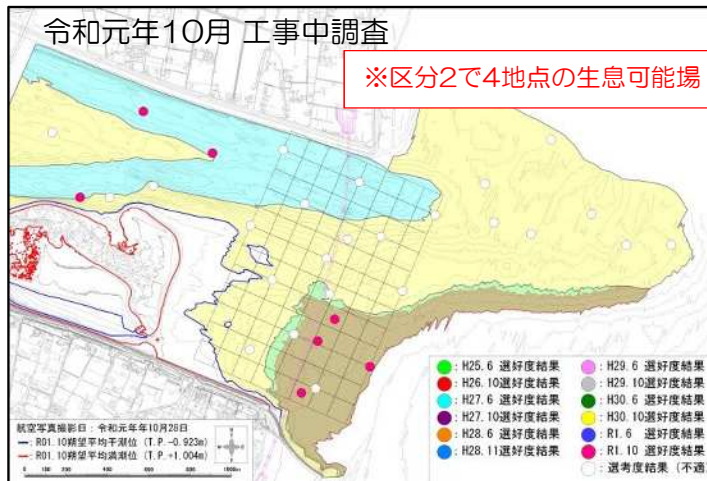 令和元年10月 工事中調査
※区分2で4地点の生息可能場
●: H25.6 選好度結果
●: H26.10選好度結果
●: H27.6 選好度結果
●: H27.10選好度結果
●: H28.6 選好度結果
●: H28.11選好度結果
●: H29.6 選好度結果
●: H29.10選好度結果
●: H30.6 選好度結果
●: H30.10選好度結果
●: R1.6 選好度結果
●: R1.10 選好度結果
○: 選考度結果 (不適
航空写真撮影日:令和元年年10月28日
―: R01.10朔望平均干潮位 (T.P.-0.923m)
―: R01.10朔望平均満潮位 (T.P.+1.004m)
0 100 200 400 600 800 1000m